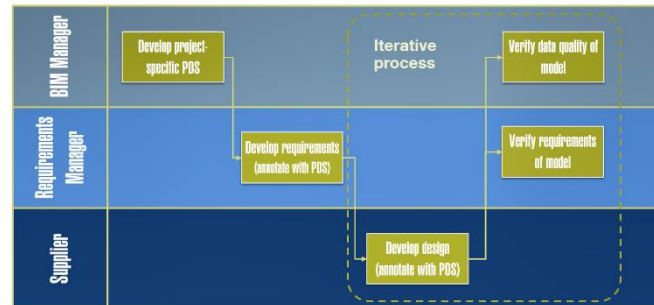 BIM Manager
Develop project-
specific PDS
Iterative
process
Verify data quality of
model
Requirements
Manager
Develop requirements
(annotate with PDS)
Verify requirements
of model
Supplier
Develop design
(annotate with PDS)